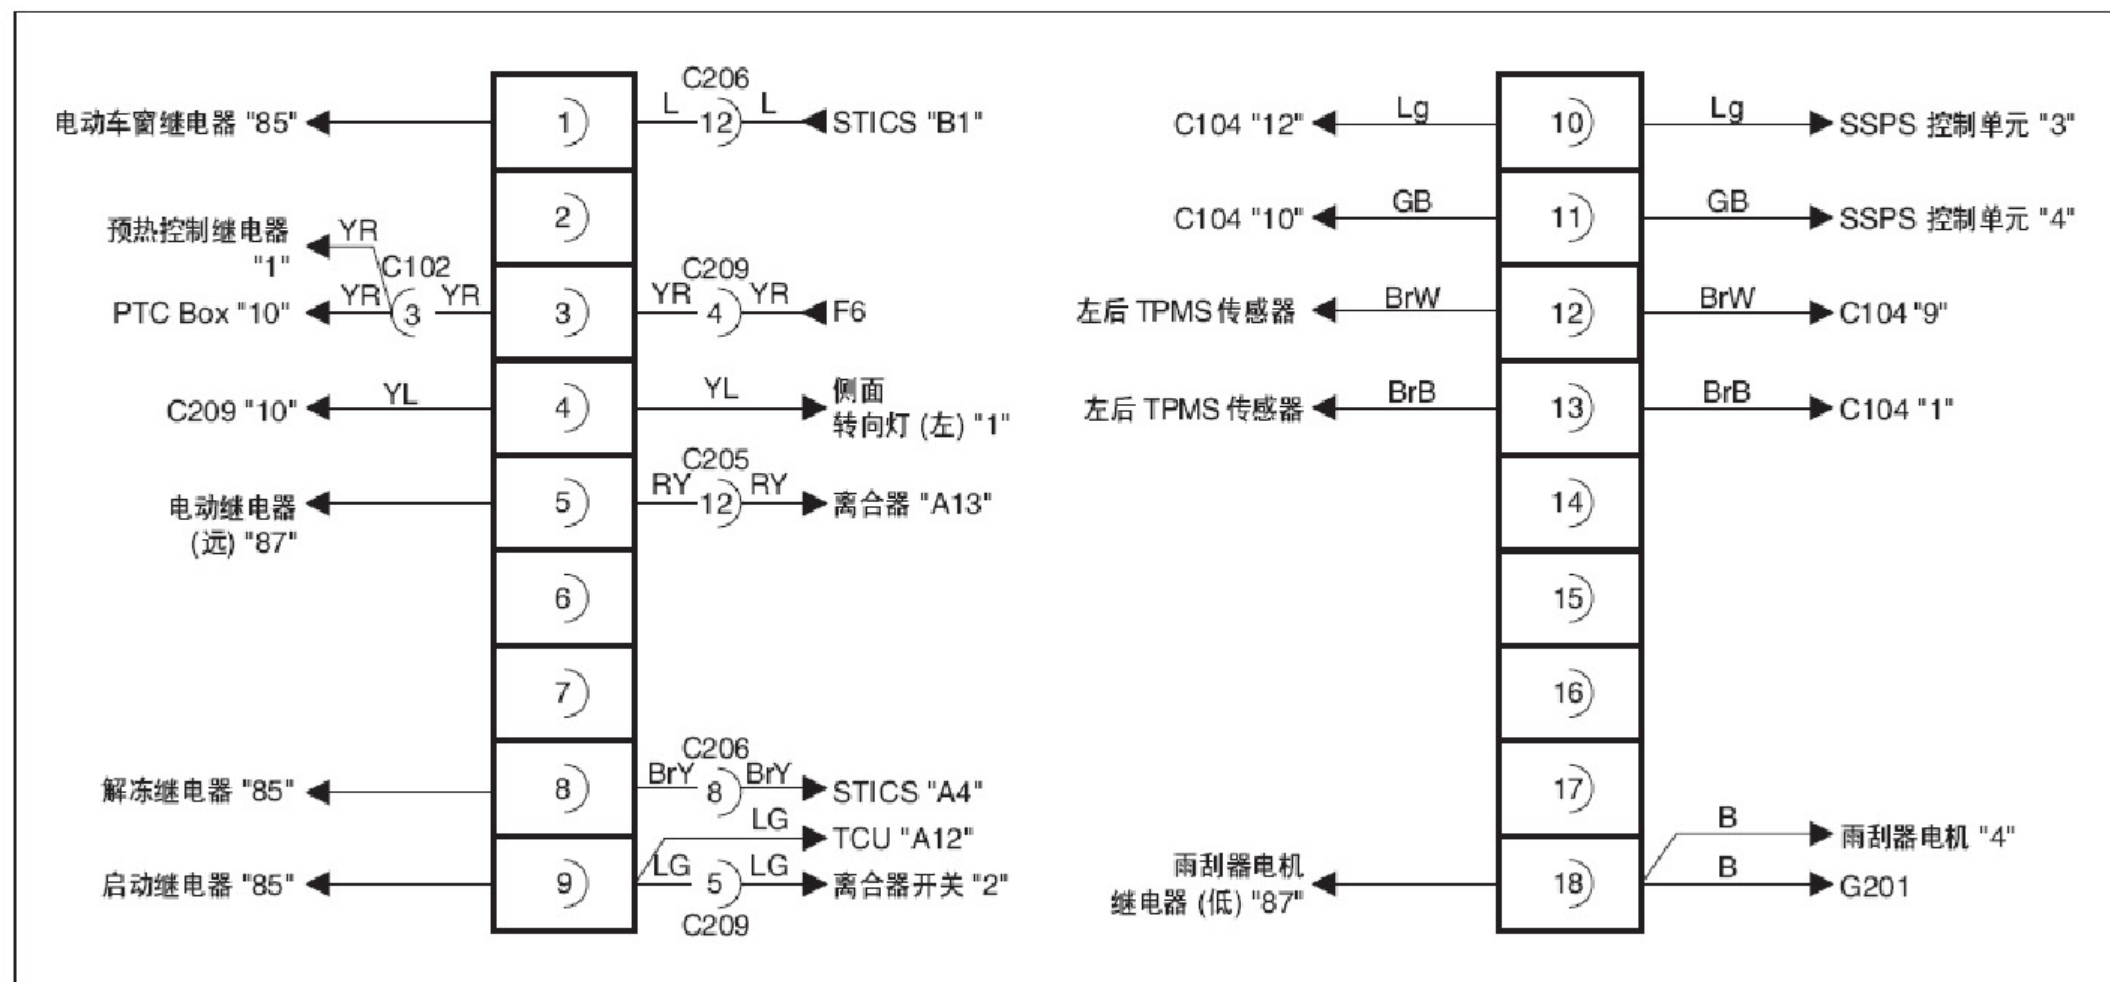 C206
电动车窗继电器 "85" 1 L 12 L STICS "B1"
2
预热控制继电器 YR
"1"
C102 C209
PTC Box "10" YR 3 YR 3 YR 4 YR F6
C209 "10" YL 4 YL 侧面
转向灯 (左) "1"
C205
电动继电器 5 RY 12 RY 离合器 "A13"
(远) "87"
6
7
C206
解冻继电器 "85" 8 BrY 8 BrY STICS "A4"
LG TCU "A12"
启动继电器 "85" 9 LG 5 LG 离合器开关 "2"
C209
C104 "12" Lg 10 Lg SSPS 控制单元 "3"
C104 "10" GB 11 GB SSPS 控制单元 "4"
左后 TPMS 传感器 BrW 12 BrW C104 "9"
左后 TPMS 传感器 BrB 13 BrB C104 "1"
14
15
16
17
B 雨刮器电机 "4"
雨刮器电机 18 B G201
继电器 (低) "87"